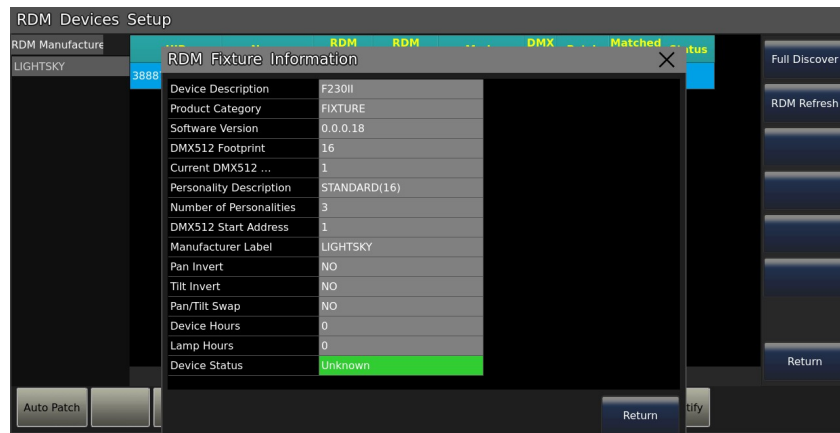 RDM Devices Setup
RDM Manufacture
LIGHTSKY
RDM RDM DMX Matched
RDM Fixture Information
Full Discover
Device Description F230II
Product Category FIXTURE
RDM Refresh
Software Version 0.0.0.18
DMX512 Footprint 16
Current DMX512 ... 1
Personality Description STANDARD(16)
Number of Personalities 3
DMX512 Start Address 1
Manufacturer Label LIGHTSKY
Pan Invert NO
Tilt Invert NO
Pan/Tilt Swap NO
Device Hours 0
Lamp Hours 0
Device Status Unknown
Return
Auto Patch
Return